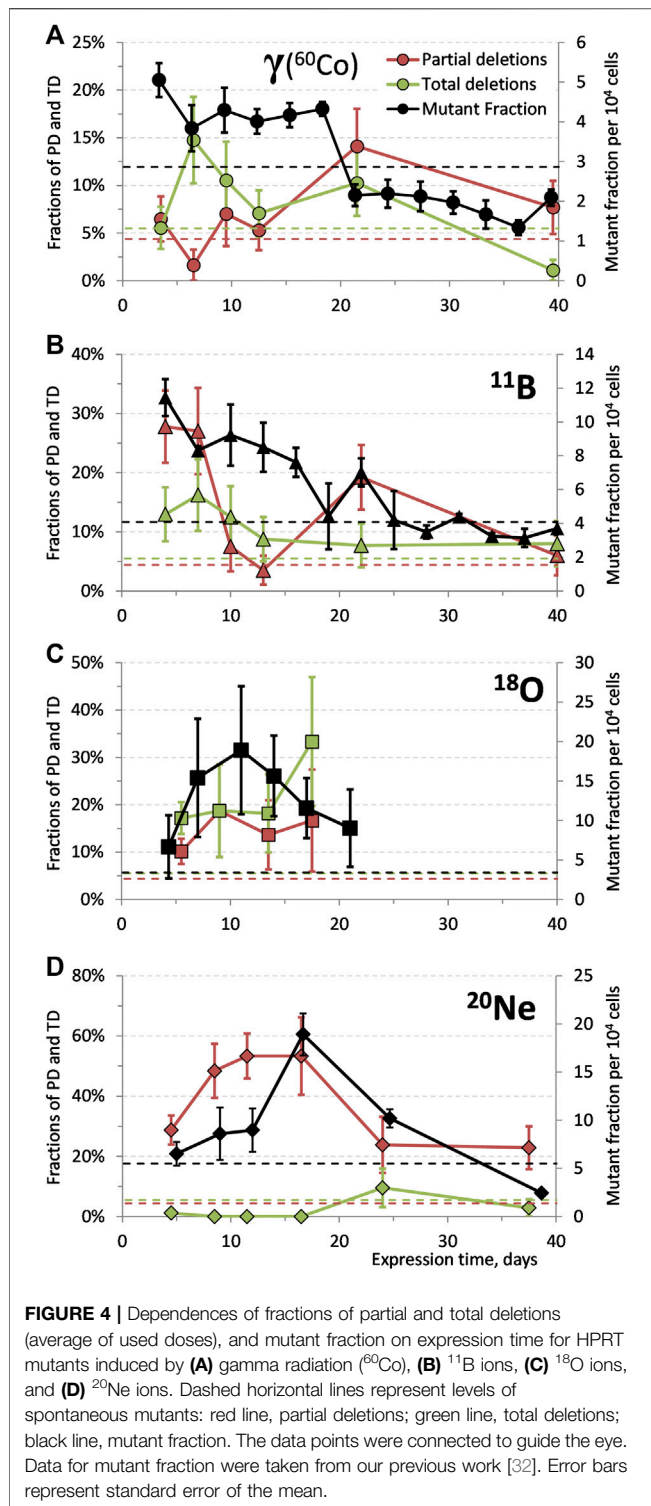 A
γ(⁶⁰Co)
Partial deletions
Total deletions
Mutant Fraction
Fractions of PD and TD
25%
20%
15%
10%
5%
0%
Mutant fraction per 10⁴ cells
6
5
4
3
2
1
0
0 10 20 30 40
B
¹¹B
Fractions of PD and TD
40%
30%
20%
10%
0%
Mutant fraction per 10⁴ cells
14
12
10
8
6
4
2
0
0 10 20 30 40
C
¹⁸O
Fractions of PD and TD
50%
40%
30%
20%
10%
0%
Mutant fraction per 10⁴ cells
30
25
20
15
10
5
0
0 10 20 30 40
D
²⁰Ne
Fractions of PD and TD
80%
60%
40%
20%
0%
Mutant fraction per 10⁴ cells
25
20
15
10
5
0
0 10 20 30 40
Expression time, days
FIGURE 4 | Dependences of fractions of partial and total deletions
(average of used doses), and mutant fraction on expression time for HPRT
mutants induced by (A) gamma radiation (⁶⁰Co), (B) ¹¹B ions, (C) ¹⁸O ions,
and (D) ²⁰Ne ions. Dashed horizontal lines represent levels of
spontaneous mutants: red line, partial deletions; green line, total deletions;
black line, mutant fraction. The data points were connected to guide the eye.
Data for mutant fraction were taken from our previous work [32]. Error bars
represent standard error of the mean.